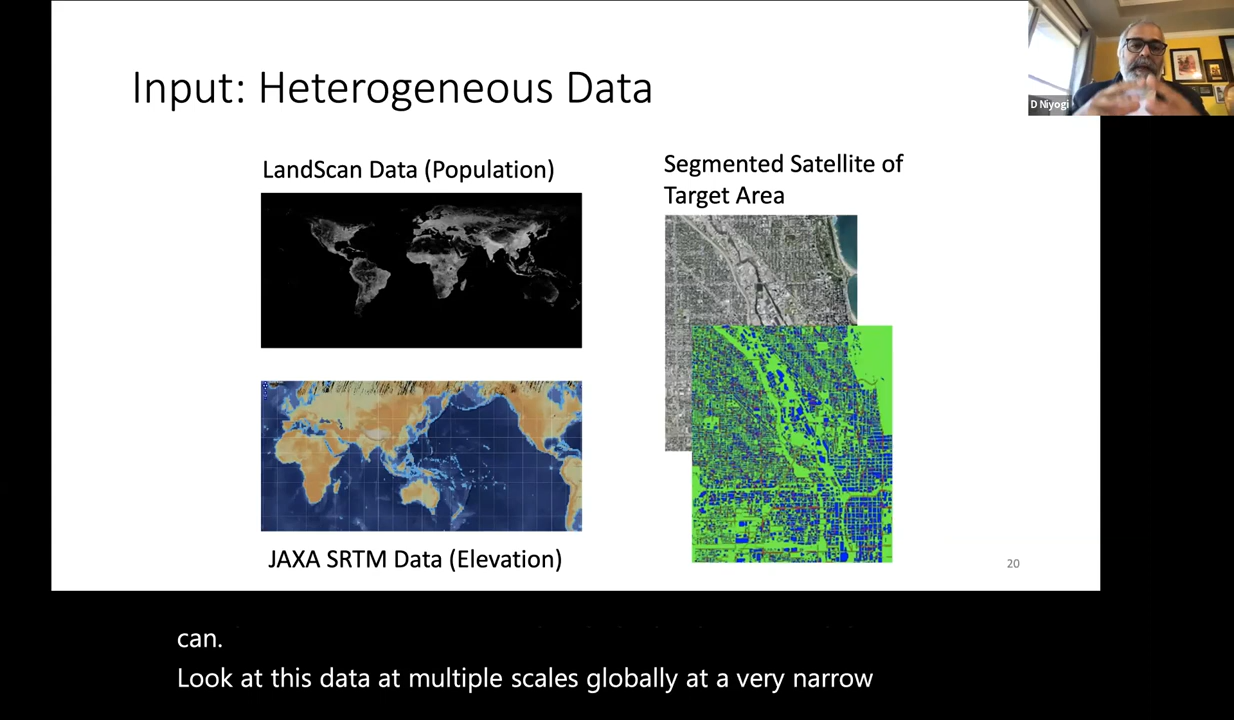 Input: Heterogeneous Data
D Niyogi
LandScan Data (Population)
Segmented Satellite of
Target Area
JAXA SRTM Data (Elevation)
20
can.
Look at this data at multiple scales globally at a very narrow